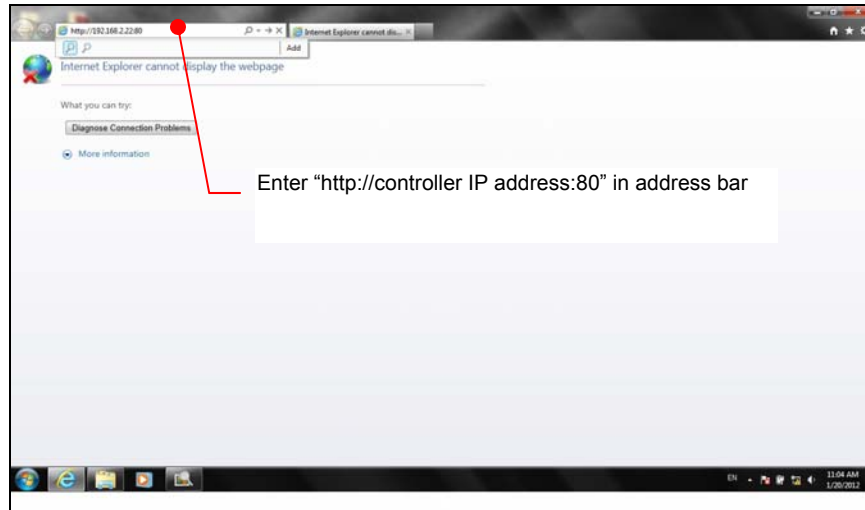 http://192.168.2.22:80
Internet Explorer cannot dis...
Add
Internet Explorer cannot display the webpage
What you can try:
Diagnose Connection Problems
More information
Enter “http://controller IP address:80” in address bar
EN
11:04 AM
1/20/2012